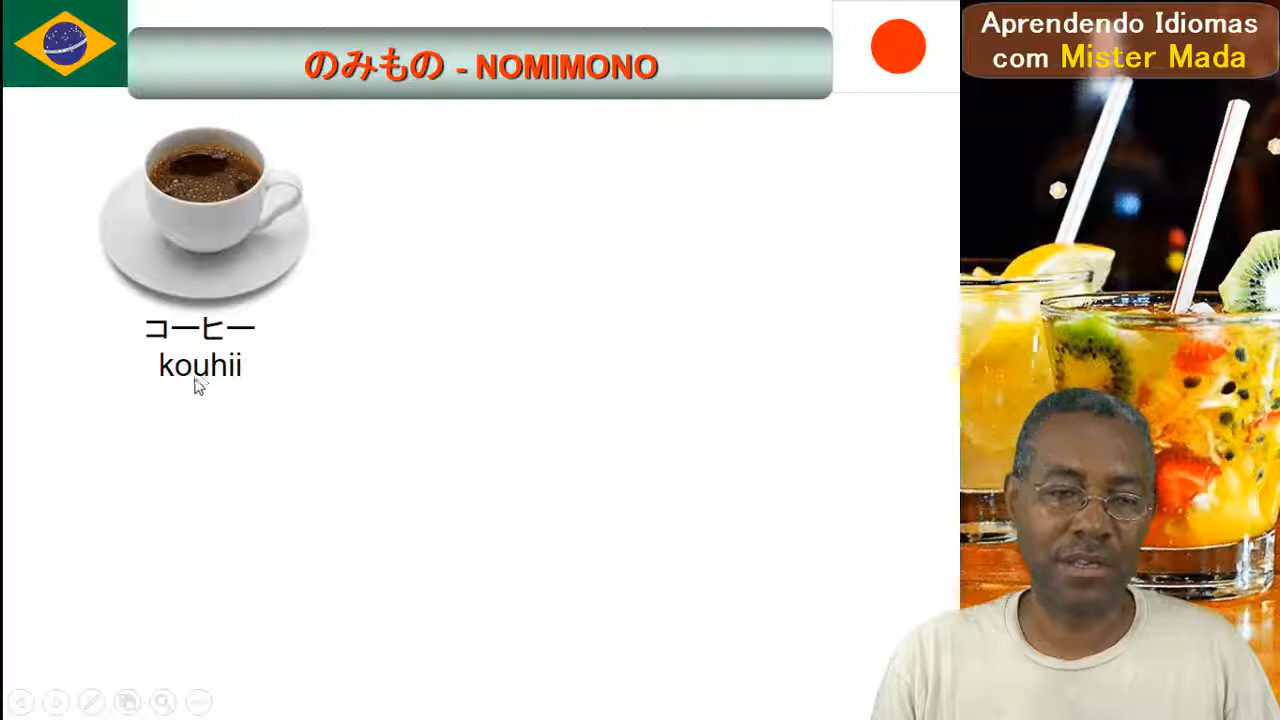 のみもの - NOMIMONO
Aprendendo Idiomas
com Mister Mada
コーヒー
kouhii